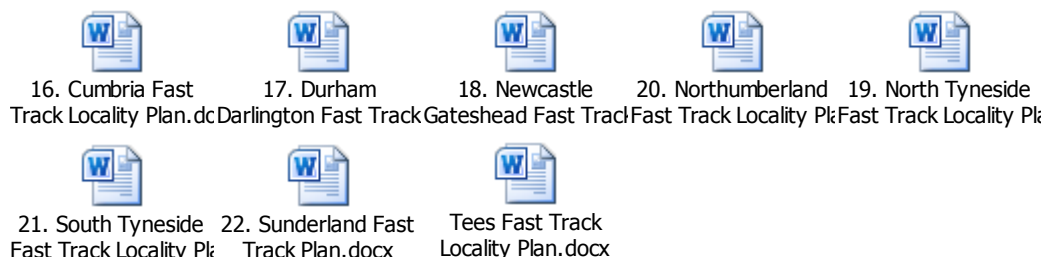 16. Cumbria Fast 17. Durham 18. Newcastle 20. Northumberland 19. North Tyneside
Track Locality Plan.dc Darlington Fast Track Gateshead Fast Trac Fast Track Locality Pl Fast Track Locality Pla
21. South Tyneside 22. Sunderland Fast Tees Fast Track
Fast Track Locality Pla Track Plan.docx Locality Plan.docx